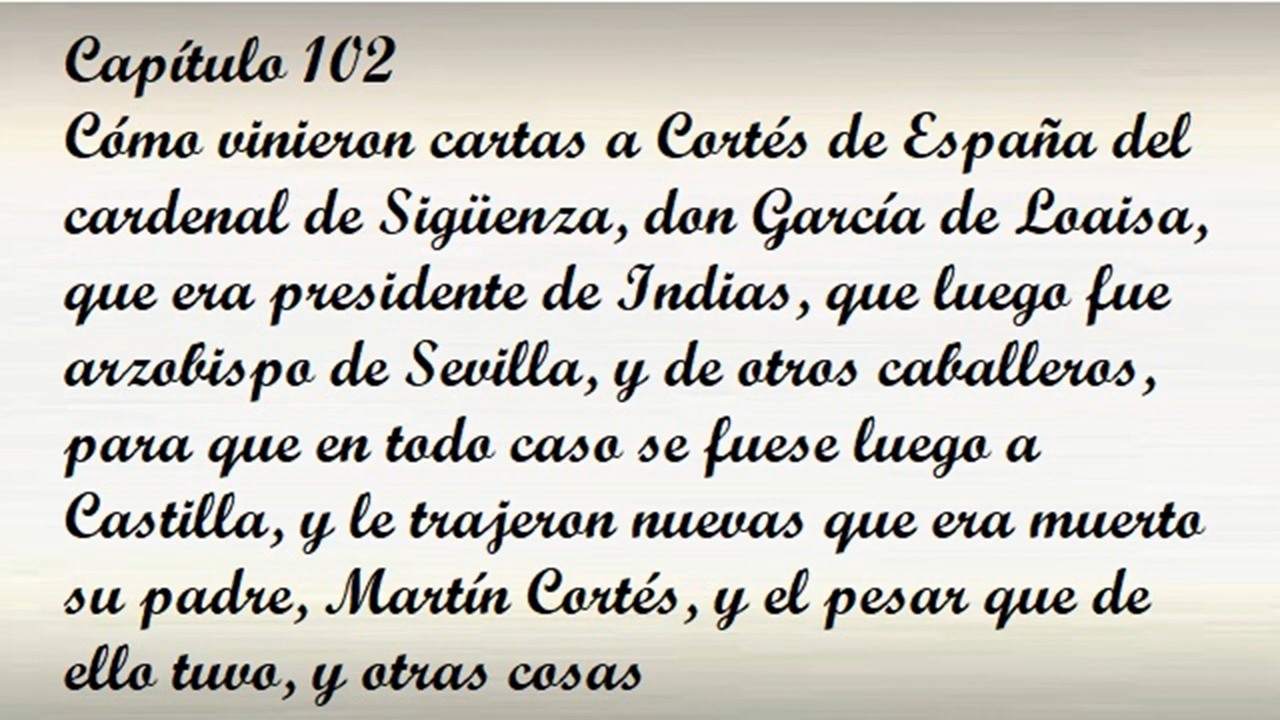 Capítulo 102
Cómo vinieron cartas a Cortés de España del
cardenal de Sigüenza, don García de Loaisa,
que era presidente de Indias, que luego fue
arzobispo de Sevilla, y de otros caballeros,
para que en todo caso se fuese luego a
Castilla, y le trajeron nuevas que era muerto
su padre, Martín Cortés, y el pesar que de
ello tuvo, y otras cosas